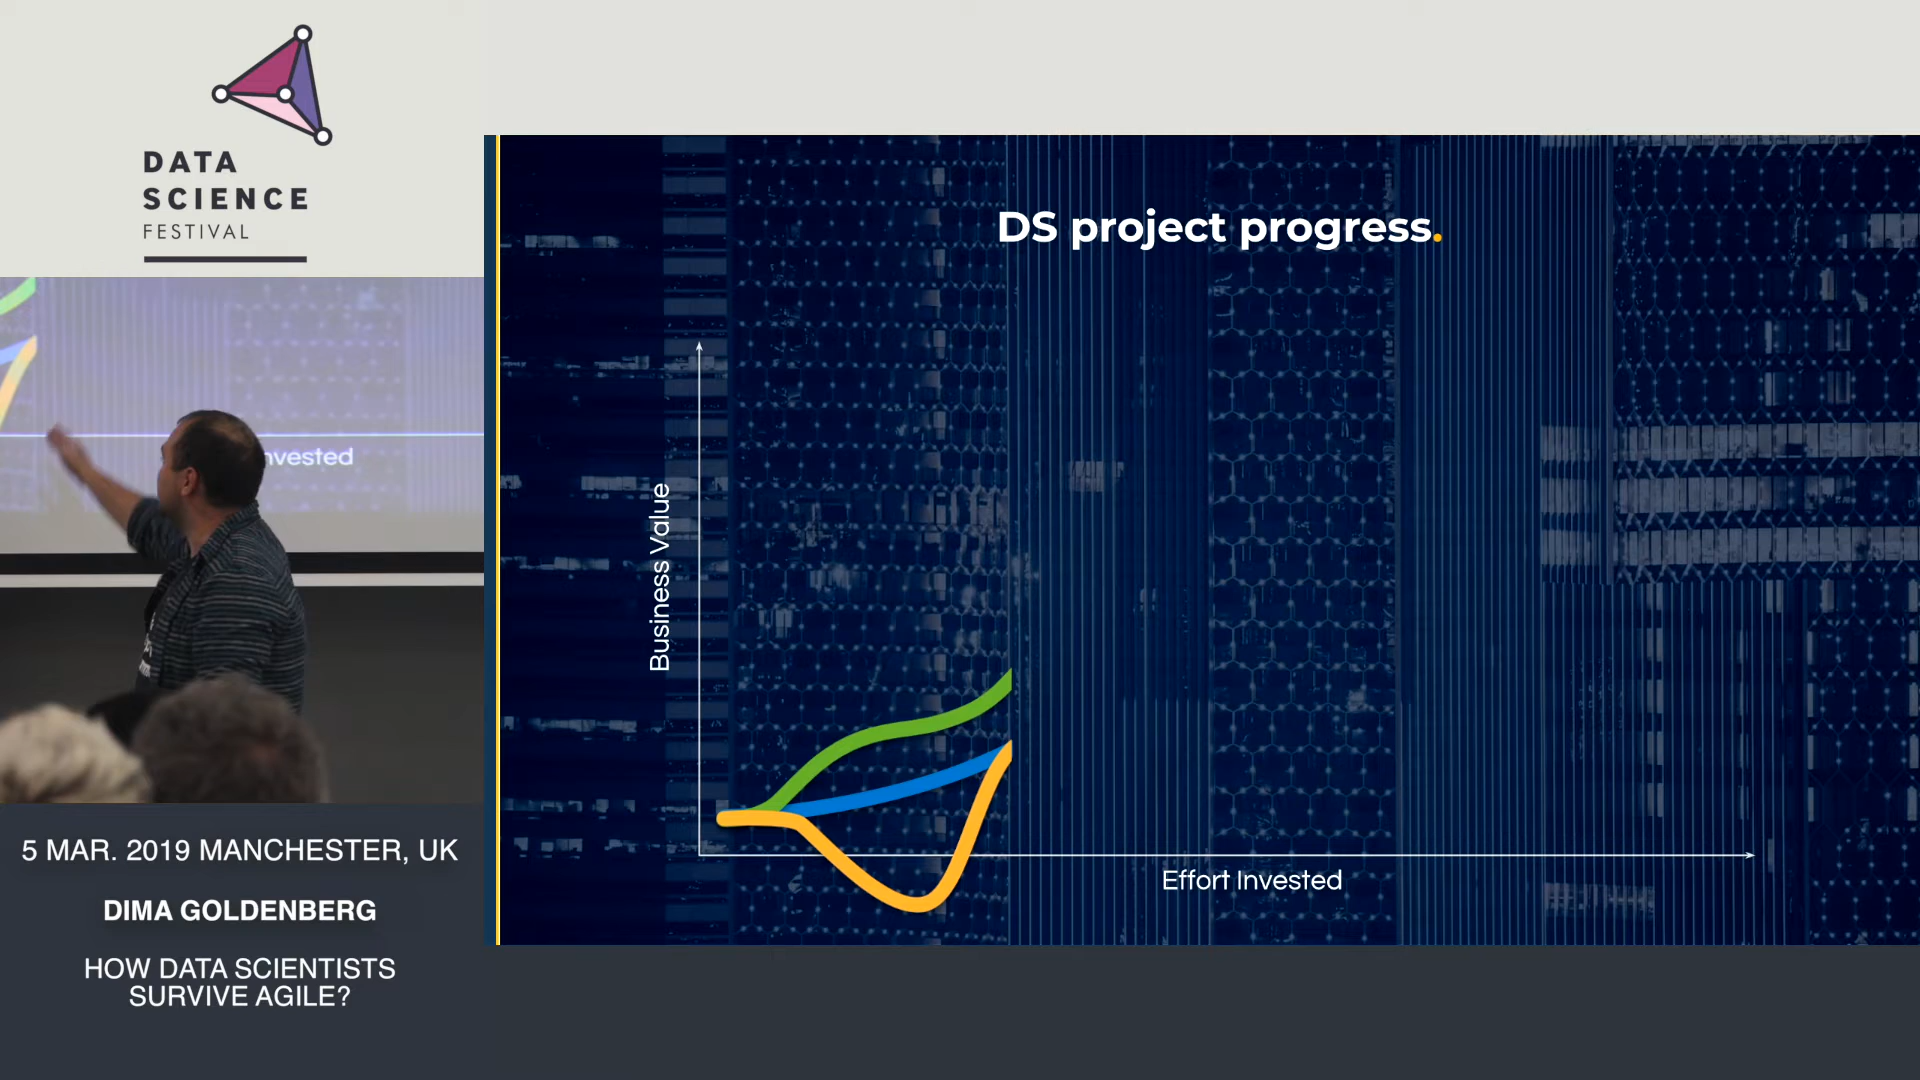 DATA
SCIENCE
FESTIVAL
nvested
5 MAR. 2019 MANCHESTER, UK
DIMA GOLDENBERG
HOW DATA SCIENTISTS
SURVIVE AGILE?
DS project progress.
Business Value
Effort Invested